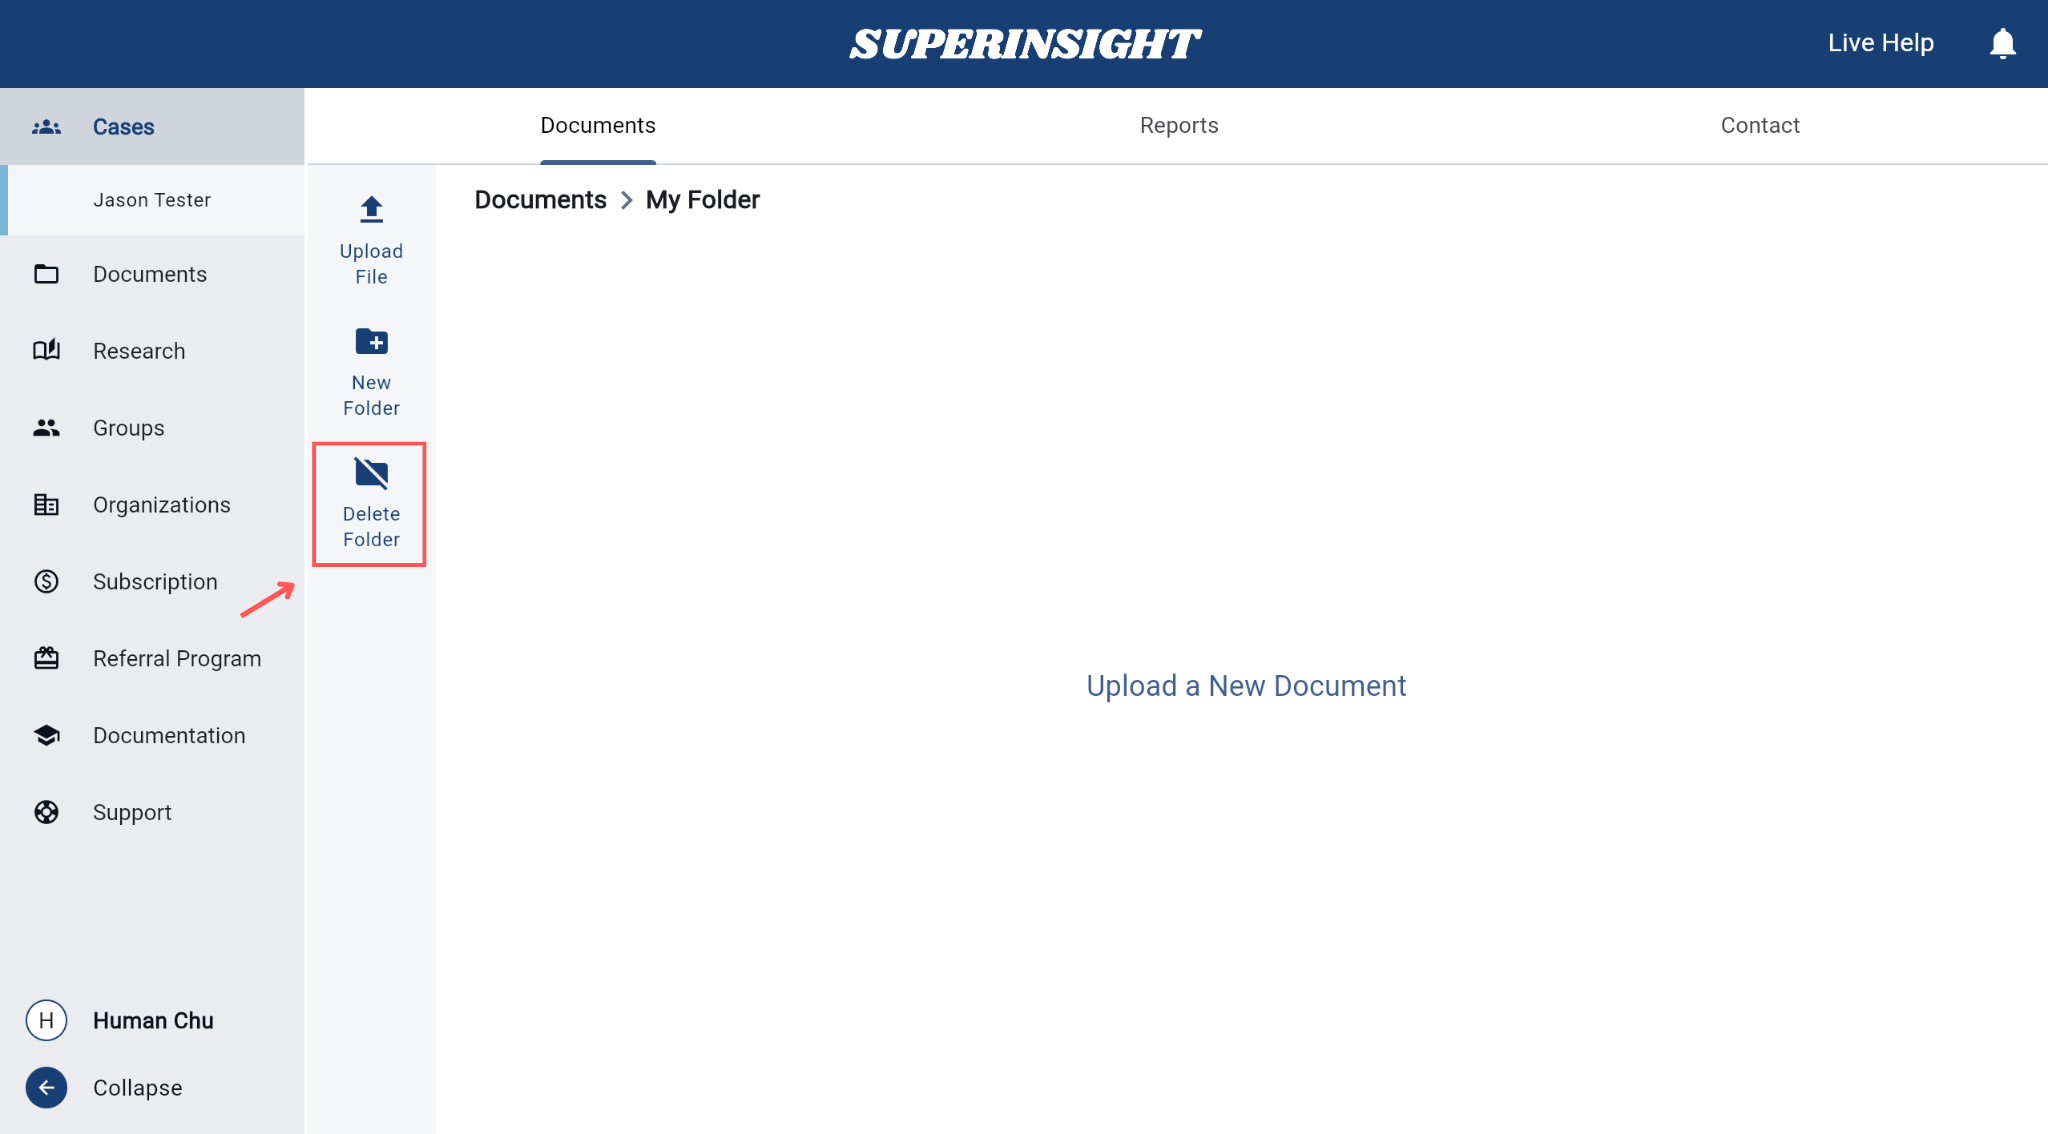 SUPERINSIGHT
Live Help
Cases
Jason Tester
Documents
Research
Groups
Organizations
Subscription
Referral Program
Documentation
Support
H
Human Chu
Collapse
Documents
Reports
Contact
Upload
File
New
Folder
Delete
Folder
Documents > My Folder
Upload a New Document